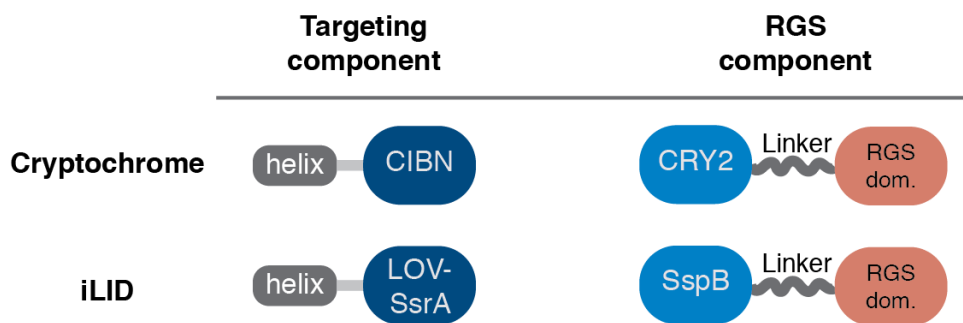 Targeting
component
RGS
component
Cryptochrome
helix
CIBN
CRY2
Linker
RGS
dom.
iLID
helix
LOV-
SsrA
SspB
Linker
RGS
dom.